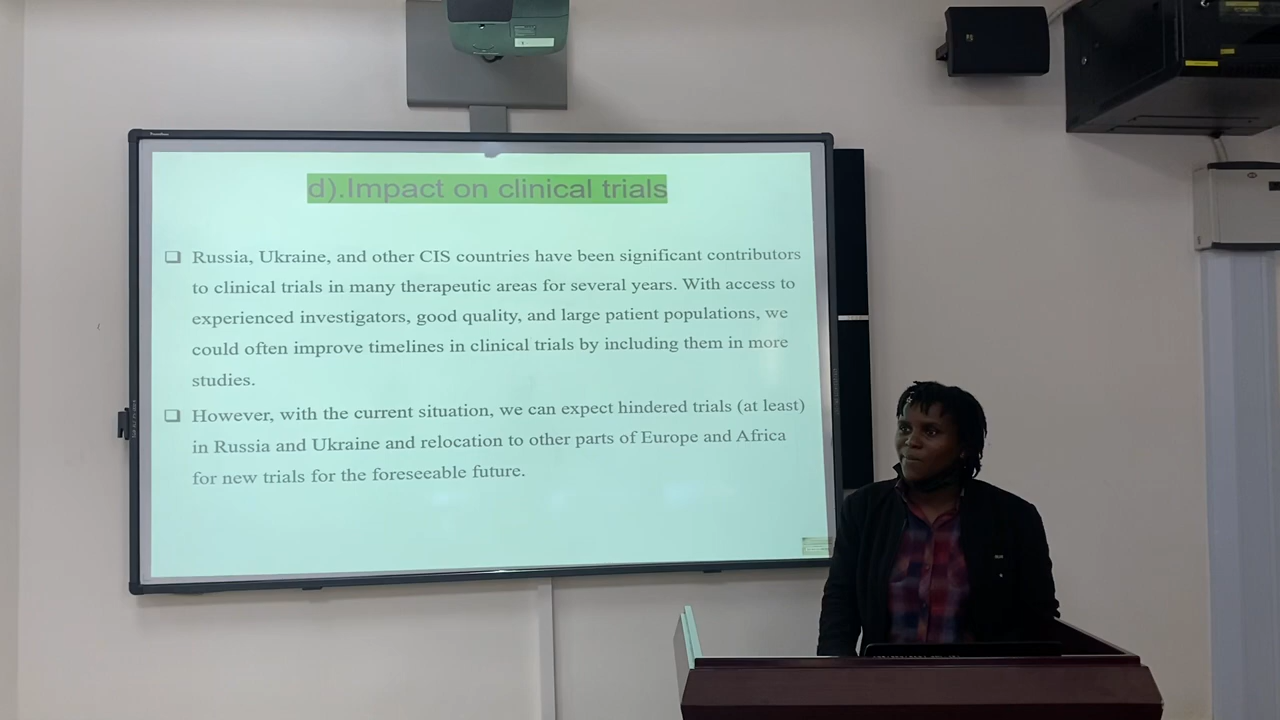 d).Impact on clinical trials
❑ Russia, Ukraine, and other CIS countries have been significant contributors
to clinical trials in many therapeutic areas for several years. With access to
experienced investigators, good quality, and large patient populations, we
could often improve timelines in clinical trials by including them in more
studies.
❑ However, with the current situation, we can expect hindered trials (at least)
in Russia and Ukraine and relocation to other parts of Europe and Africa
for new trials for the foreseeable future.